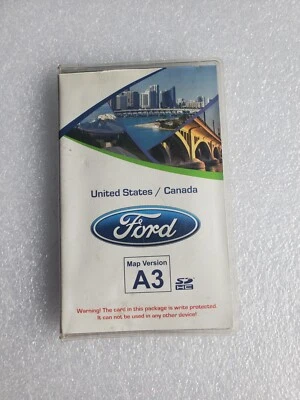 United States / Canada
Ford
Map Version
A3
SD
HC
Warning! The card in this package is write protected.
It can not be used in any other device!